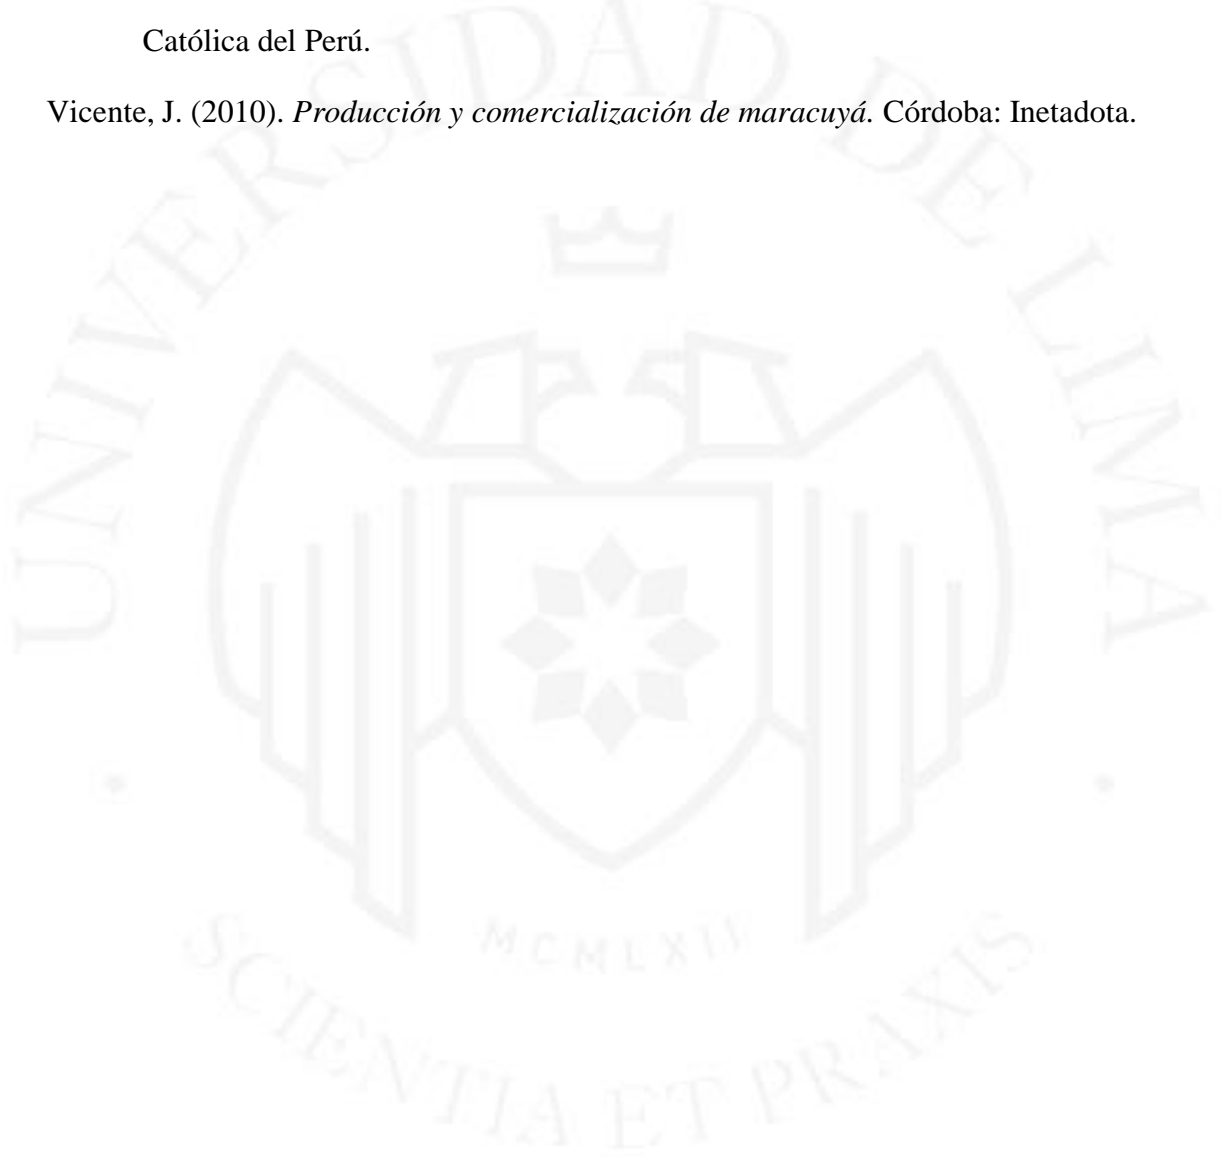 Católica del Perú.
Vicente, J. (2010). Producción y comercialización de maracuyá. Córdoba: Inetadota.
UNIVERSIDAD DE LIMA
MCMLXII
SCIENTIA ET PRAXIS